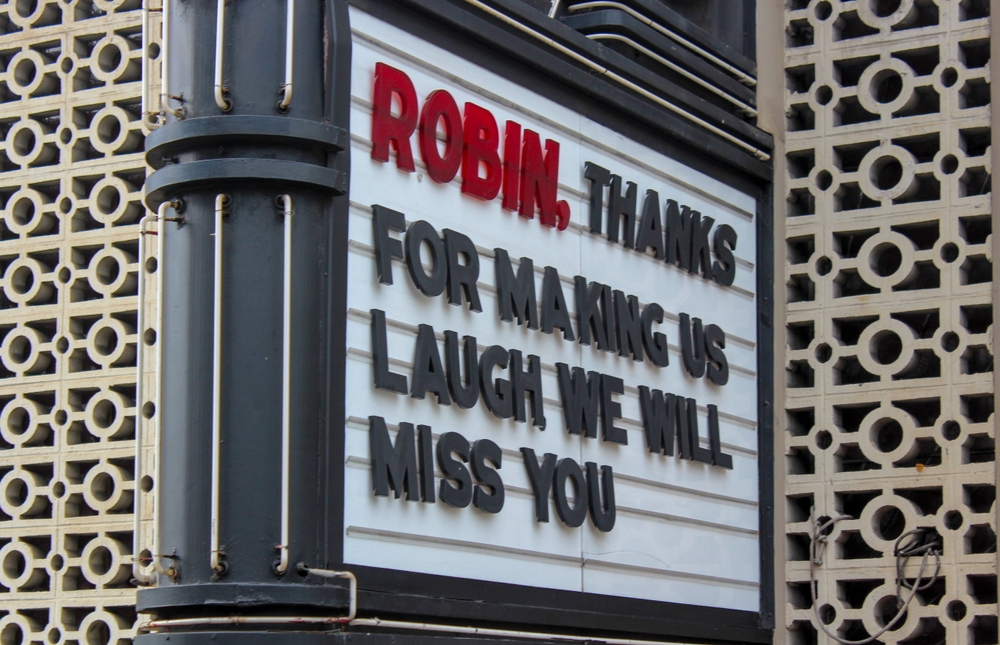 ROBIN, THANKS
FOR MAKING US
LAUGH, WE WILL
MISS YOU